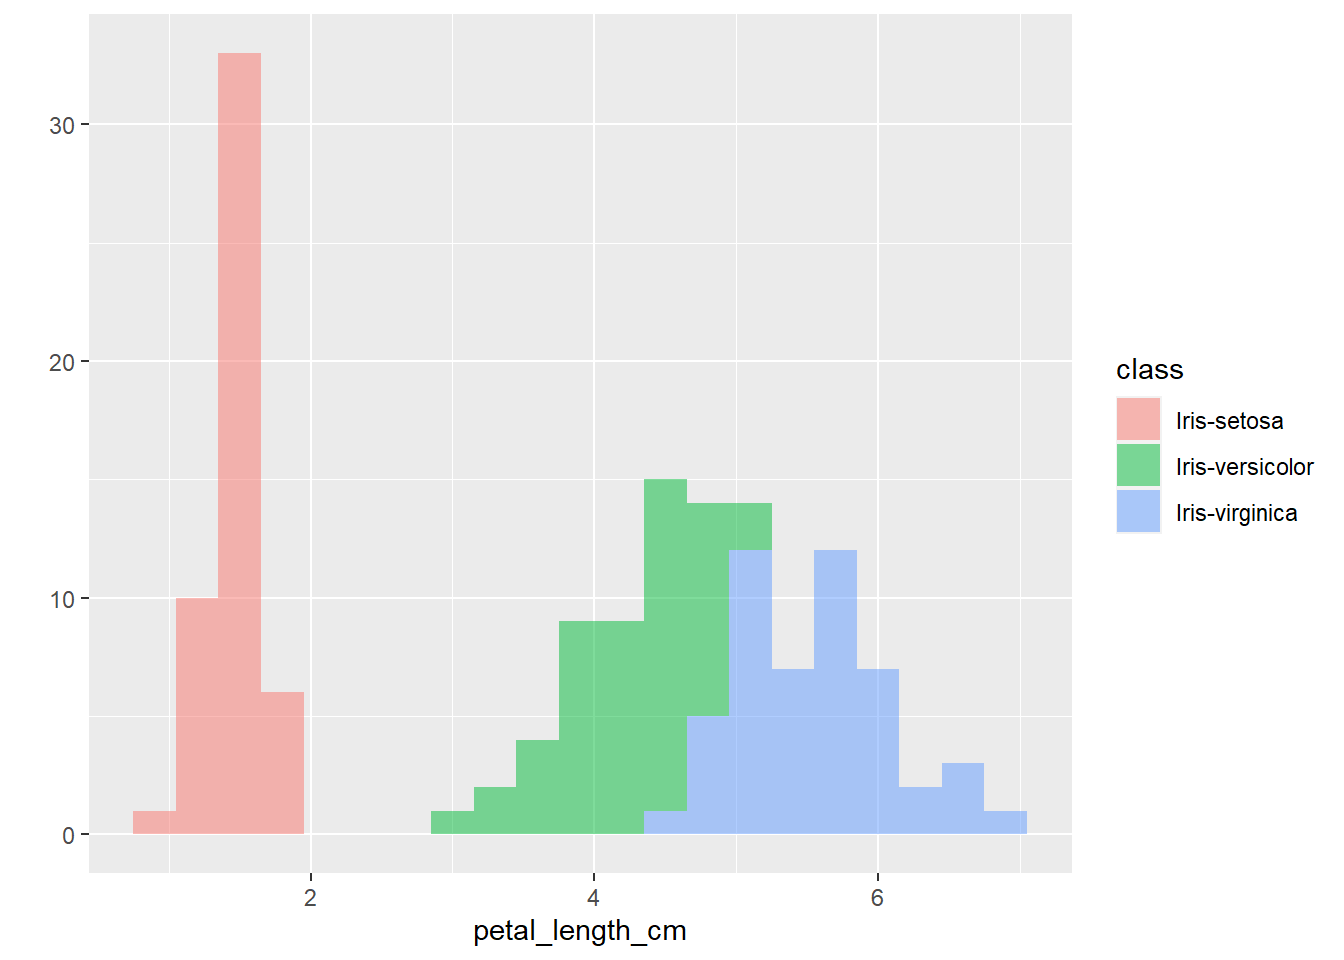 30
20
10
0
2 4 6
petal_length_cm
class
Iris-setosa
Iris-versicolor
Iris-virginica